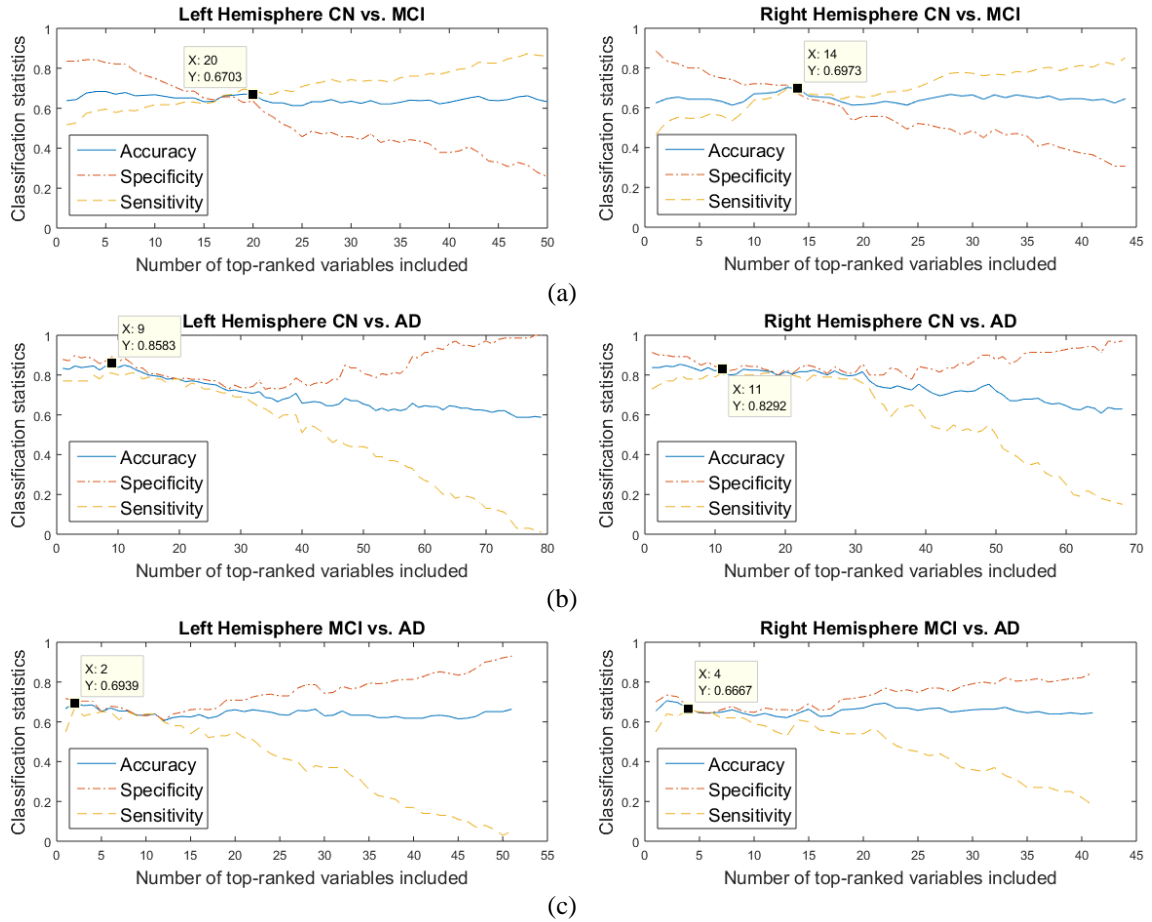 Left Hemisphere CN vs. MCI
Classification statistics
1
0.8
0.6
0.4
0.2
0
X: 20
Y: 0.6703
Accuracy
Specificity
Sensitivity
0 5 10 15 20 25 30 35 40 45 50
Number of top-ranked variables included
Right Hemisphere CN vs. MCI
Classification statistics
1
0.8
0.6
0.4
0.2
0
X: 14
Y: 0.6973
Accuracy
Specificity
Sensitivity
0 5 10 15 20 25 30 35 40 45
Number of top-ranked variables included
(a)
Left Hemisphere CN vs. AD
Classification statistics
1
0.8
0.6
0.4
0.2
0
X: 9
Y: 0.8583
Accuracy
Specificity
Sensitivity
0 10 20 30 40 50 60 70 80
Number of top-ranked variables included
Right Hemisphere CN vs. AD
Classification statistics
1
0.8
0.6
0.4
0.2
0
X: 11
Y: 0.8292
Accuracy
Specificity
Sensitivity
0 10 20 30 40 50 60 70
Number of top-ranked variables included
(b)
Left Hemisphere MCI vs. AD
Classification statistics
1
0.8
0.6
0.4
0.2
0
X: 2
Y: 0.6939
Accuracy
Specificity
Sensitivity
0 5 10 15 20 25 30 35 40 45 50 55
Number of top-ranked variables included
Right Hemisphere MCI vs. AD
Classification statistics
1
0.8
0.6
0.4
0.2
0
X: 4
Y: 0.6667
Accuracy
Specificity
Sensitivity
0 5 10 15 20 25 30 35 40 45
Number of top-ranked variables included
(c)